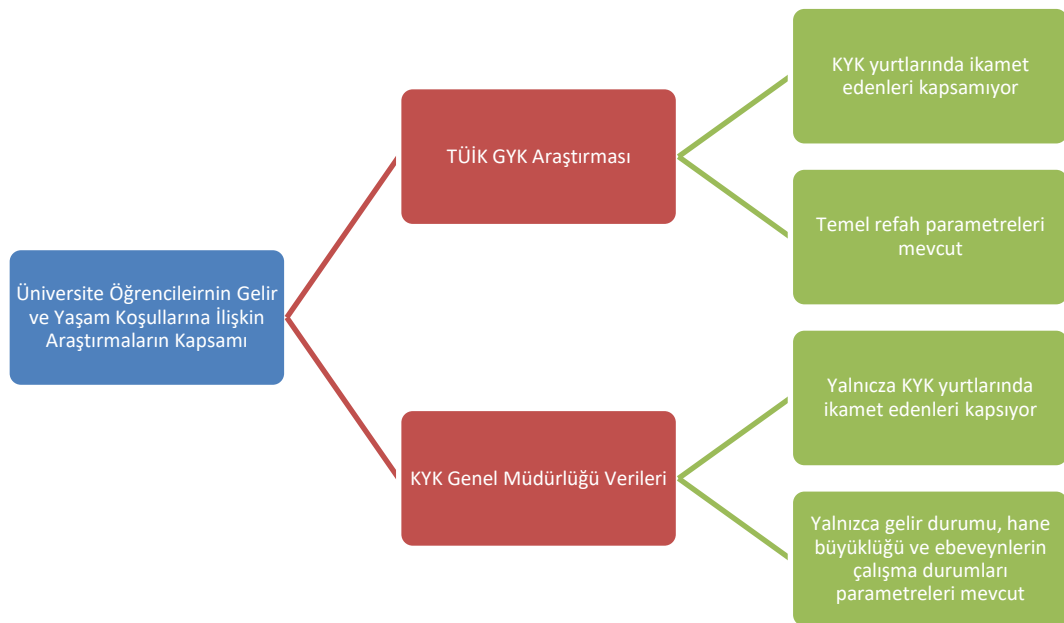 KYK yurtlarında ikamet
edenleri kapsamıyor
TÜİK GYK Araştırması
Temel refah parametreleri
mevcut
Üniversite Öğrencileirnin Gelir
ve Yaşam Koşullarına İlişkin
Araştırmaların Kapsamı
Yalnıcza KYK yurtlarında
ikamet edenleri kapsıyor
KYK Genel Müdürlüğü Verileri
Yalnızca gelir durumu, hane
büyüklüğü ve ebeveynlerin
çalışma durumları
parametreleri mevcut